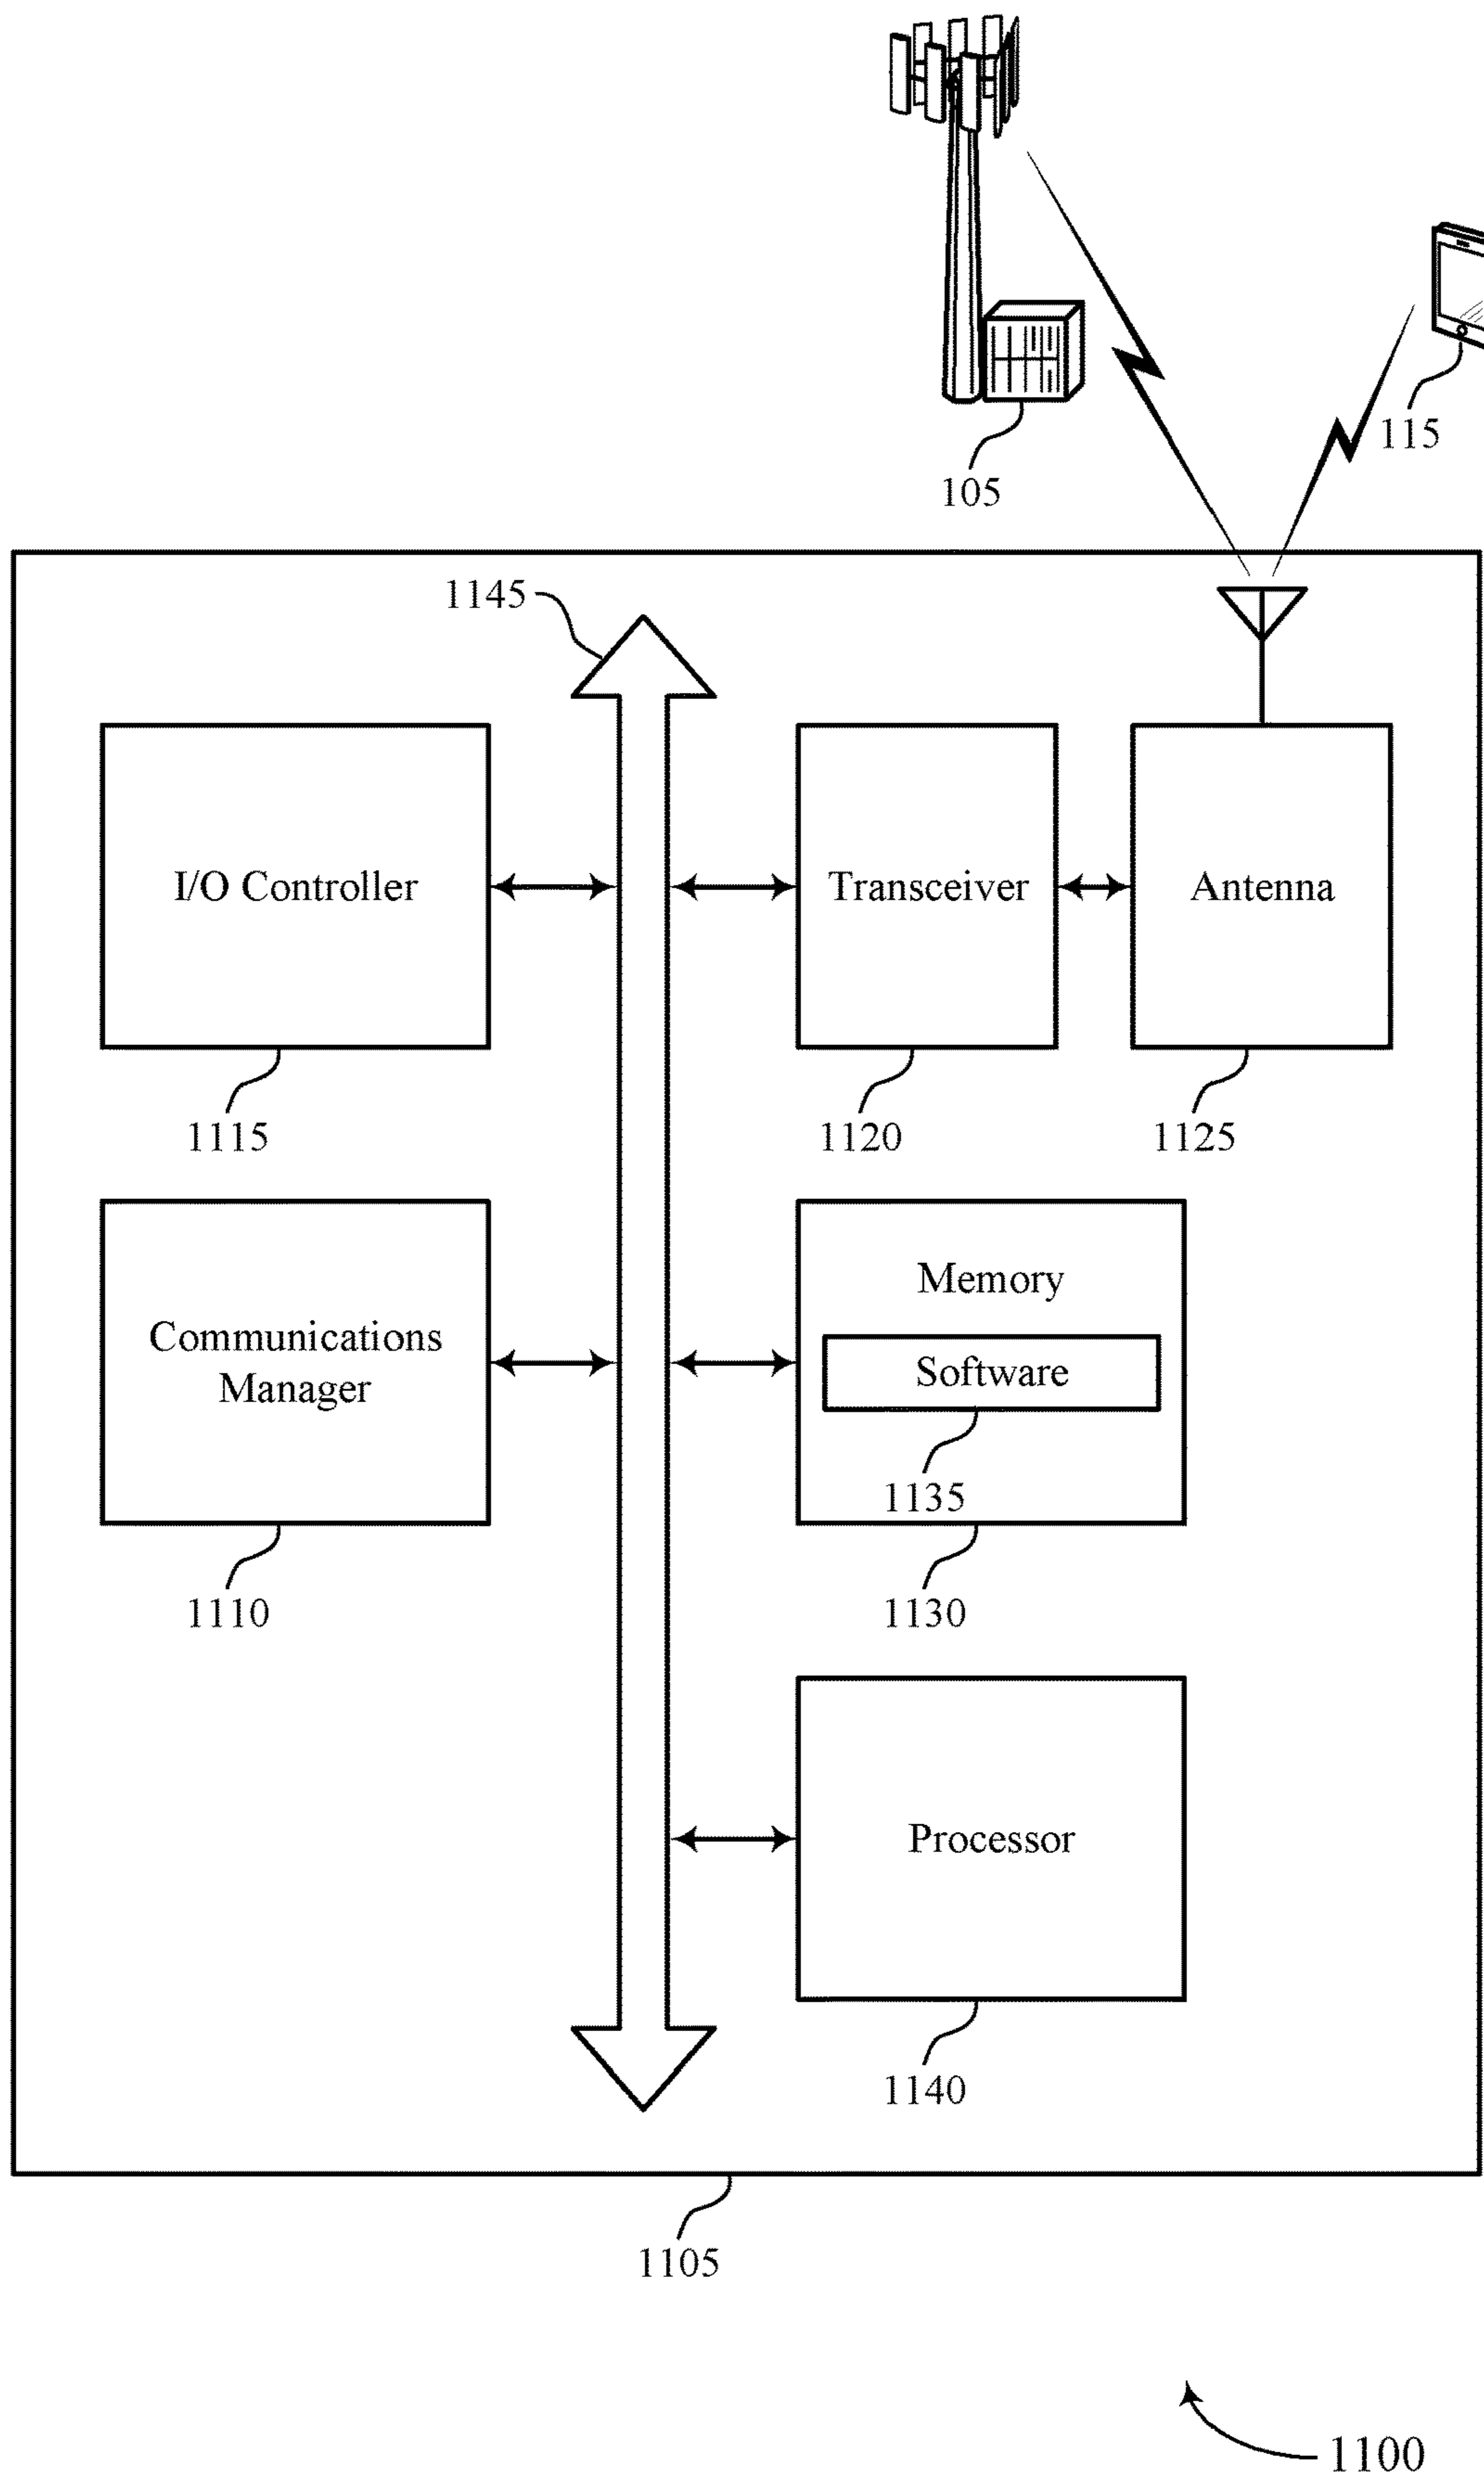 115
105
1145
I/O Controller
Transceiver
Antenna
1115
1120
1125
Communications
Manager
Memory
Software
1135
1110
1130
Processor
1140
1105
1100